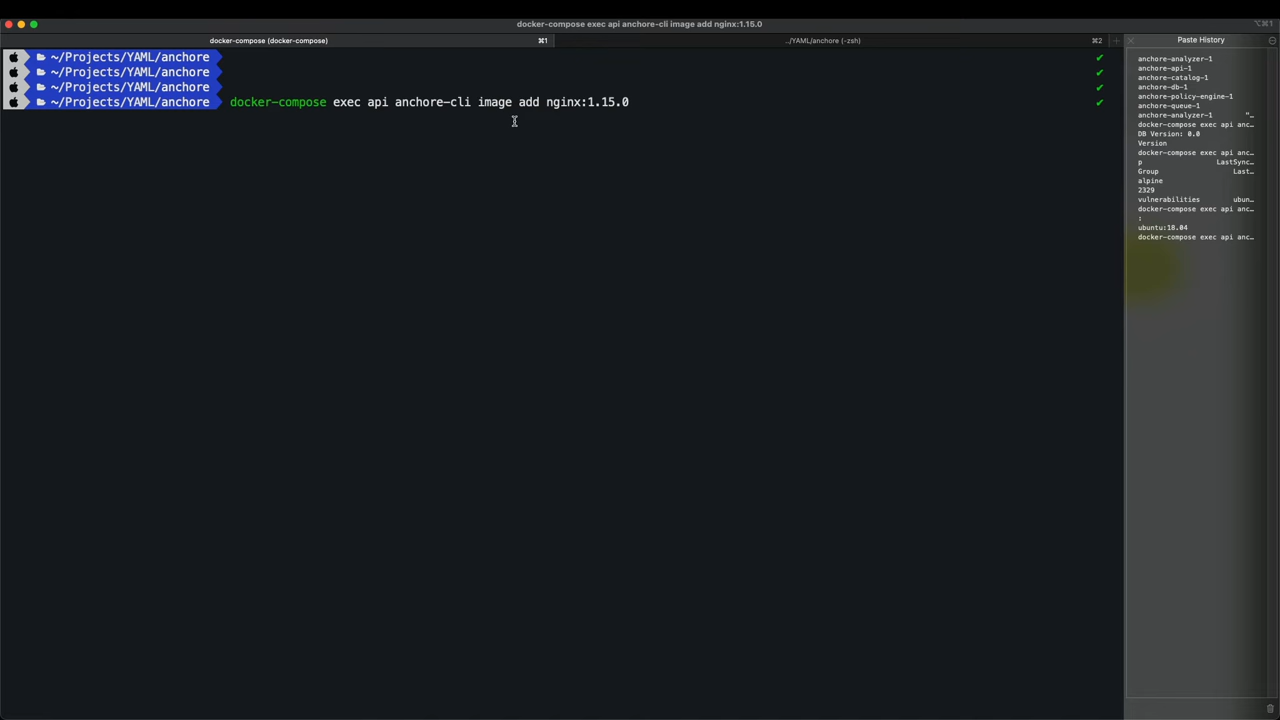 docker-compose exec api anchore-cli image add nginx:1.15.0
⌥⌘1
docker-compose (docker-compose) ⌘1
../YAML/anchore (-zsh) ⌘2
Paste History
~/Projects/YAML/anchore
~/Projects/YAML/anchore
~/Projects/YAML/anchore
~/Projects/YAML/anchore docker-compose exec api anchore-cli image add nginx:1.15.0
anchore-analyzer-1
anchore-api-1
anchore-catalog-1
anchore-db-1
anchore-policy-engine-1
anchore-queue-1
anchore-analyzer-1 "…
docker-compose exec api anc…
DB Version: 0.0
Version
docker-compose exec api anc…
p LastSync…
Group Last…
alpine
2329
vulnerabilities ubun…
docker-compose exec api anc…
:
ubuntu:18.04
docker-compose exec api anc…